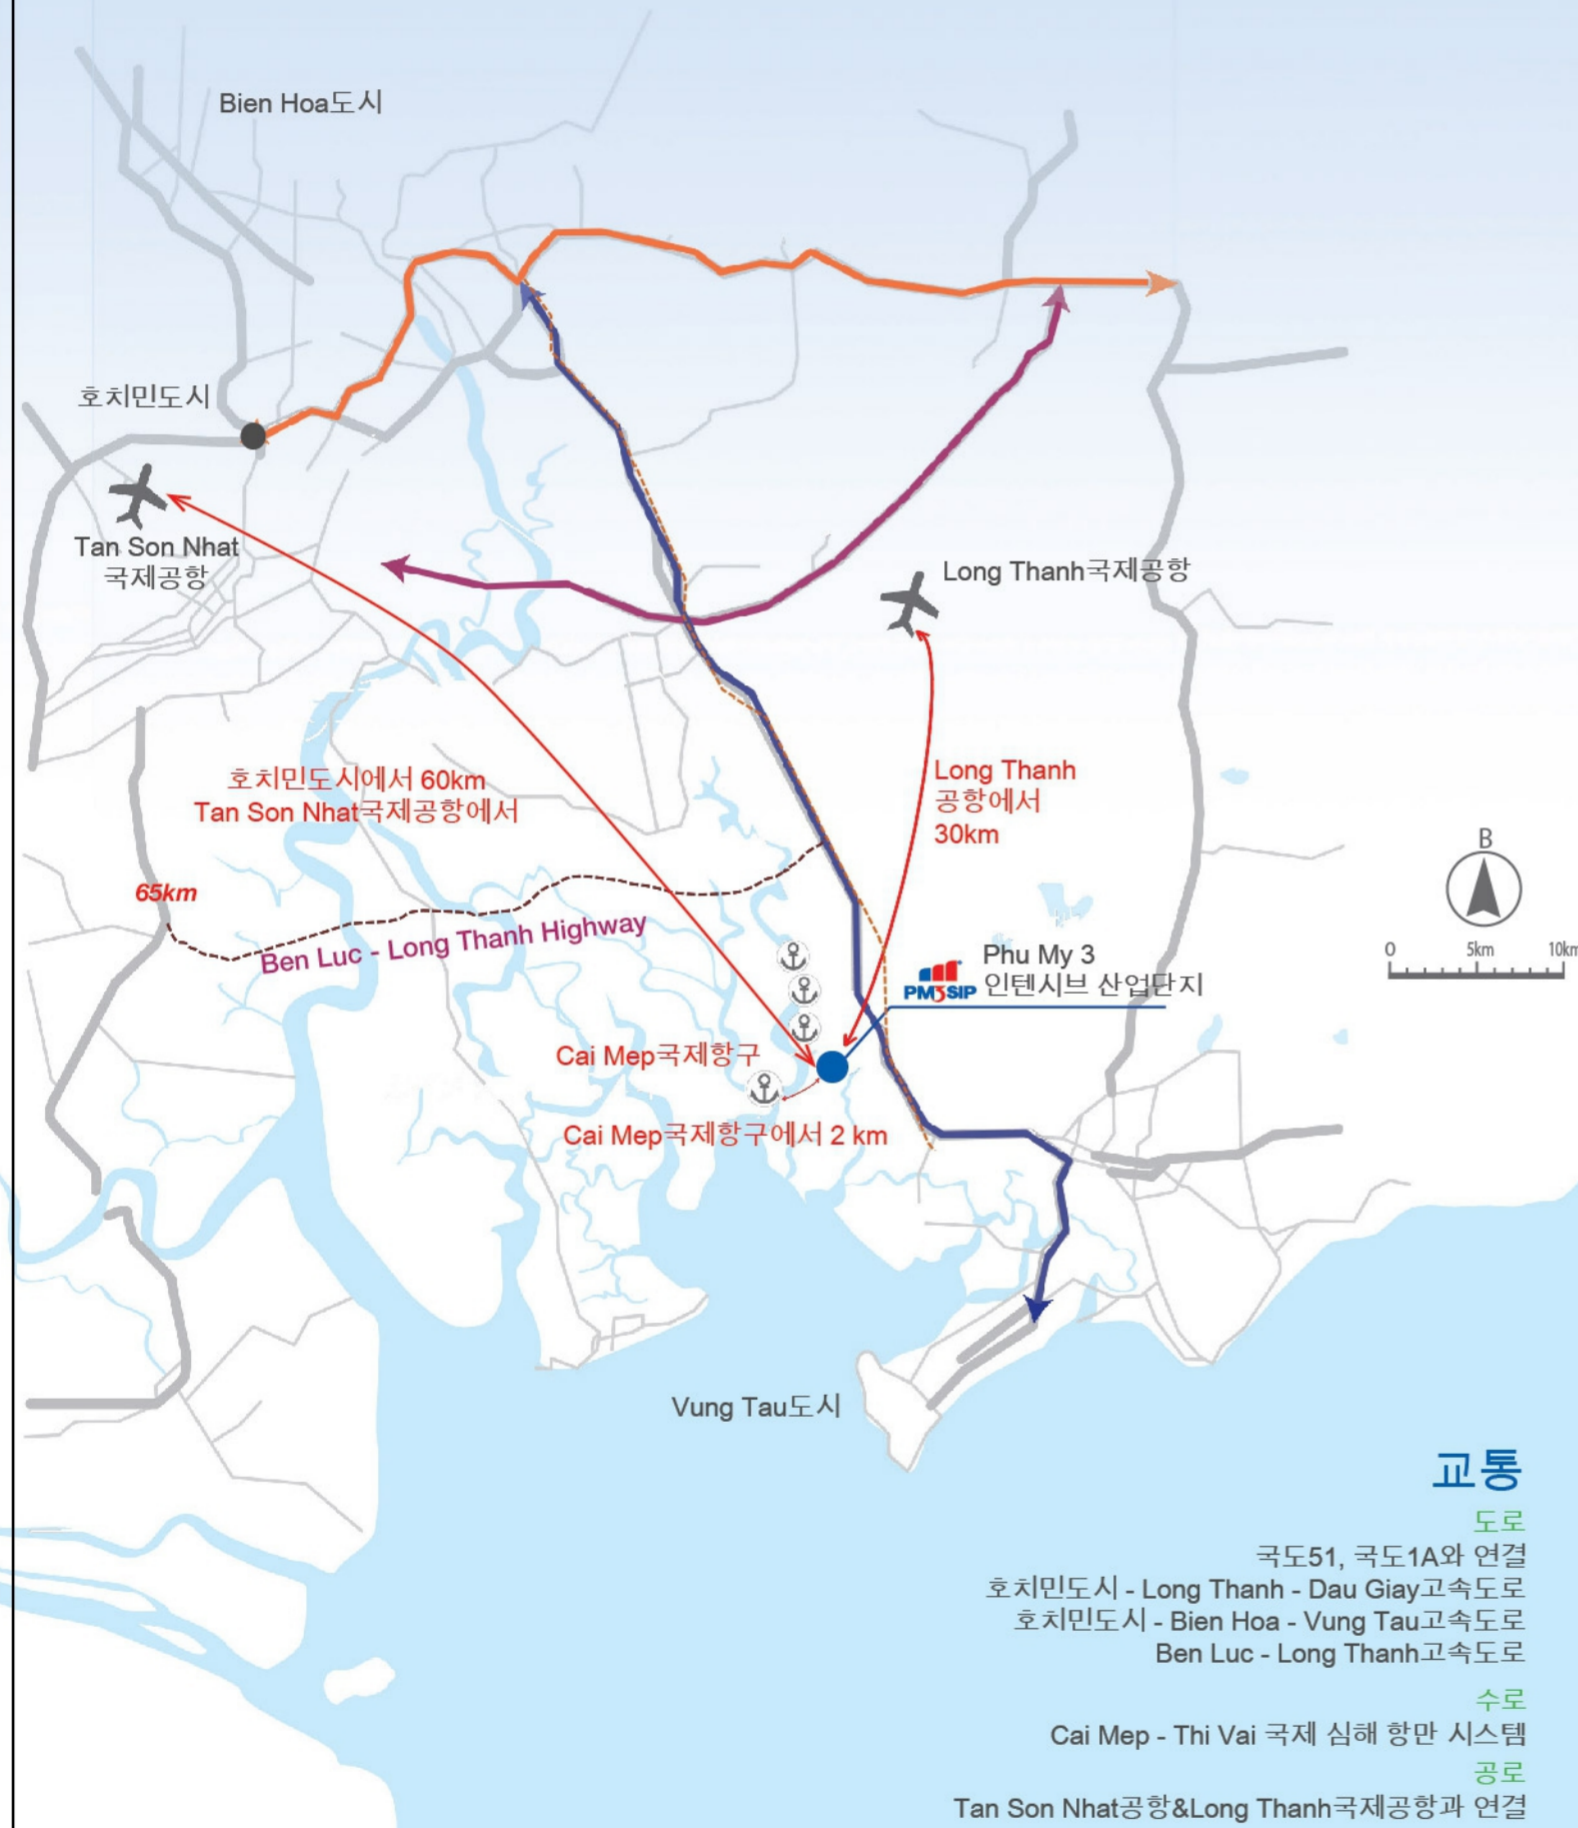 Bien Hoa도시
호치민도시
Tan Son Nhat
국제공항
Long Thanh국제공항
호치민도시에서 60km
Tan Son Nhat국제공항에서
65km
Long Thanh
공항에서
30km
Ben Luc - Long Thanh Highway
B
0 5km 10km
PM3SIP
Phu My 3
인텐시브 산업단지
Cai Mep국제항구
Cai Mep국제항구에서 2 km
Vung Tau도시
교통
도로
국도51, 국도1A와 연결
호치민도시 - Long Thanh - Dau Giay고속도로
호치민도시 - Bien Hoa - Vung Tau고속도로
Ben Luc - Long Thanh고속도로
수로
Cai Mep - Thi Vai 국제 심해 항만 시스템
공로
Tan Son Nhat공항&Long Thanh국제공항과 연결